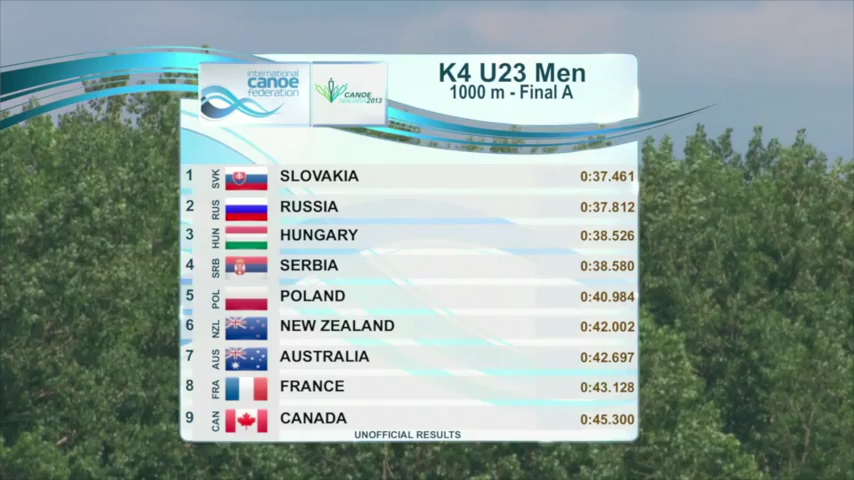 K4 U23 Men
1000 m - Final A
international
canoe
federation
CANOE
NIAGARA 2013
1 SVK SLOVAKIA 0:37.461
2 RUS RUSSIA 0:37.812
3 HUN HUNGARY 0:38.526
4 SRB SERBIA 0:38.580
5 POL POLAND 0:40.984
6 NZL NEW ZEALAND 0:42.002
7 AUS AUSTRALIA 0:42.697
8 FRA FRANCE 0:43.128
9 CAN CANADA 0:45.300
UNOFFICIAL RESULTS